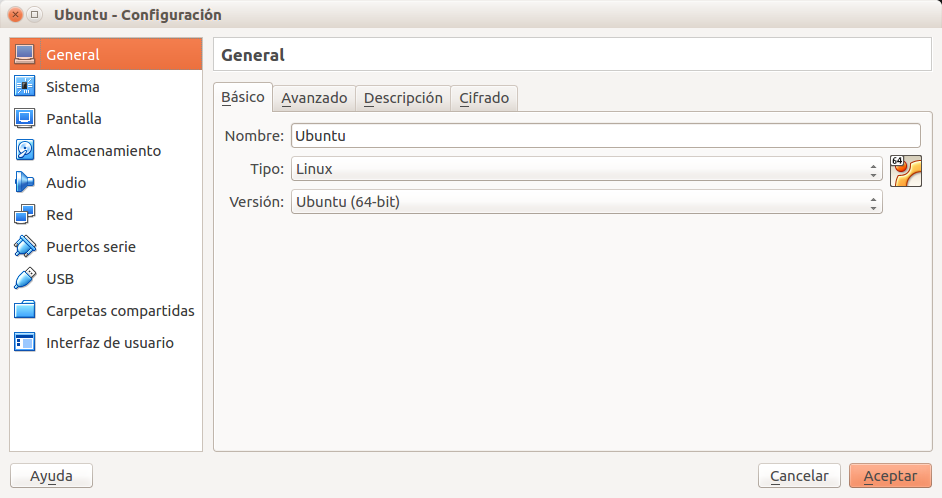 Ubuntu - Configuración
General
Sistema
Pantalla
Almacenamiento
Audio
Red
Puertos serie
USB
Carpetas compartidas
Interfaz de usuario
General
Básico Avanzado Descripción Cifrado
Nombre: Ubuntu
Tipo: Linux
64
Versión: Ubuntu (64-bit)
Ayuda Cancelar Aceptar